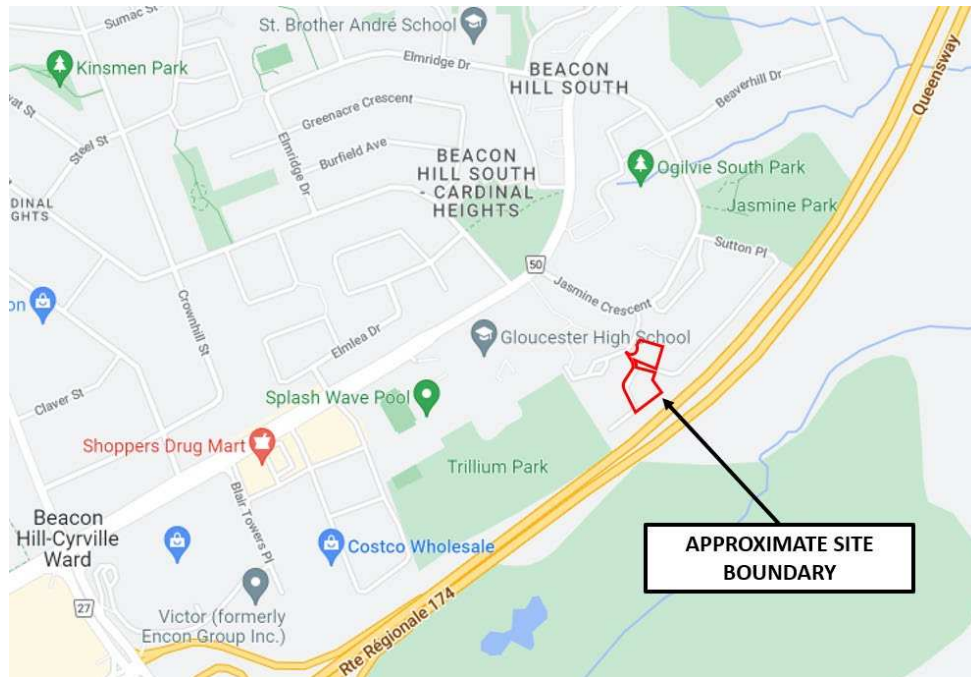 Sumac St
St. Brother André School
Elmridge Dr
Kinsmen Park
BEACON
HILL SOUTH
Beaverhill Dr
Queensway
vat St
Steel St
Greenacre Crescent
Elmridge Dr
Burfield Ave
BEACON
HILL SOUTH
- CARDINAL
HEIGHTS
Ogilvie South Park
Jasmine Park
DINAL
GHTS
Sutton Pl
50
Jasmine Crescent
on
Crownhill St
Elmlea Dr
Gloucester High School
Claver St
Splash Wave Pool
Shoppers Drug Mart
Trillium Park
Blair Towers Pl
Beacon
Hill-Cyrville
Ward
Costco Wholesale
APPROXIMATE SITE
BOUNDARY
27
Victor (formerly
Encon Group Inc.)
Rte Régionale 174